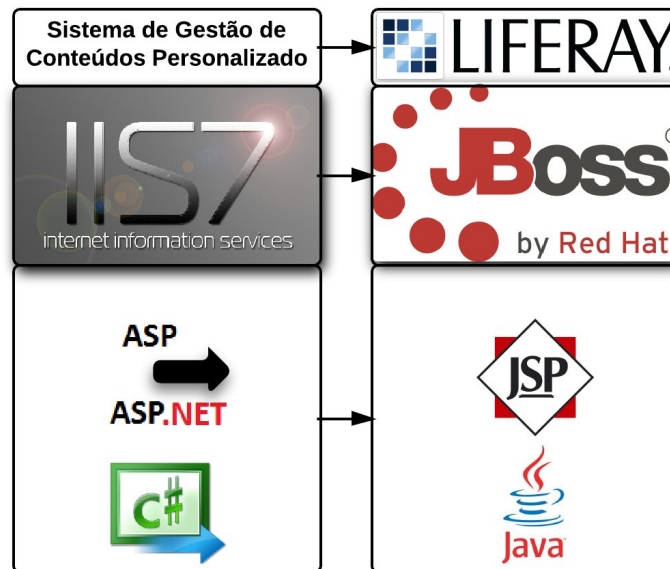 Sistema de Gestão de
Conteúdos Personalizado
LIFERAY.
IIS7
internet information services
JBoss
by Red Hat
ASP
ASP.NET
C#
JSP
Java